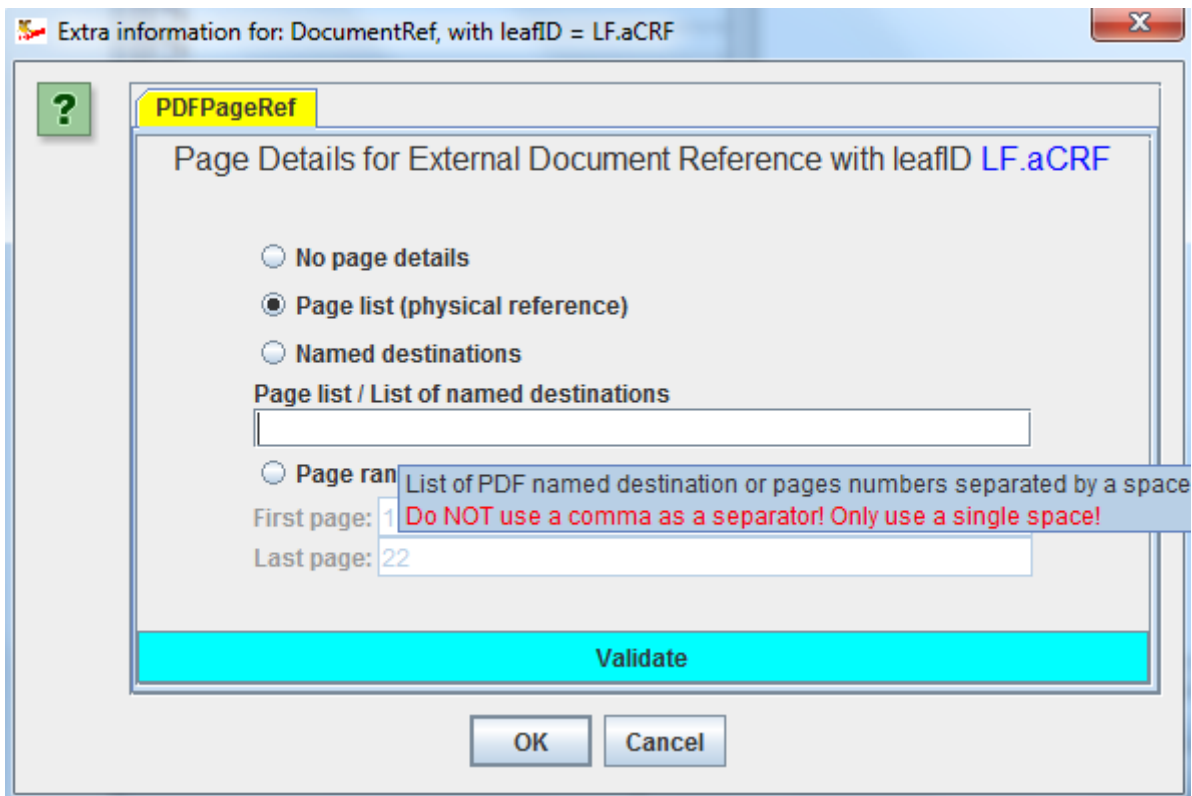 Extra information for: DocumentRef, with leafID = LF.aCRF
x
?
PDFPageRef
Page Details for External Document Reference with leafID LF.aCRF
No page details
Page list (physical reference)
Named destinations
Page list / List of named destinations
Page ran
List of PDF named destination or pages numbers separated by a space
First page: 1
Do NOT use a comma as a separator! Only use a single space!
Last page: 22
Validate
OK Cancel